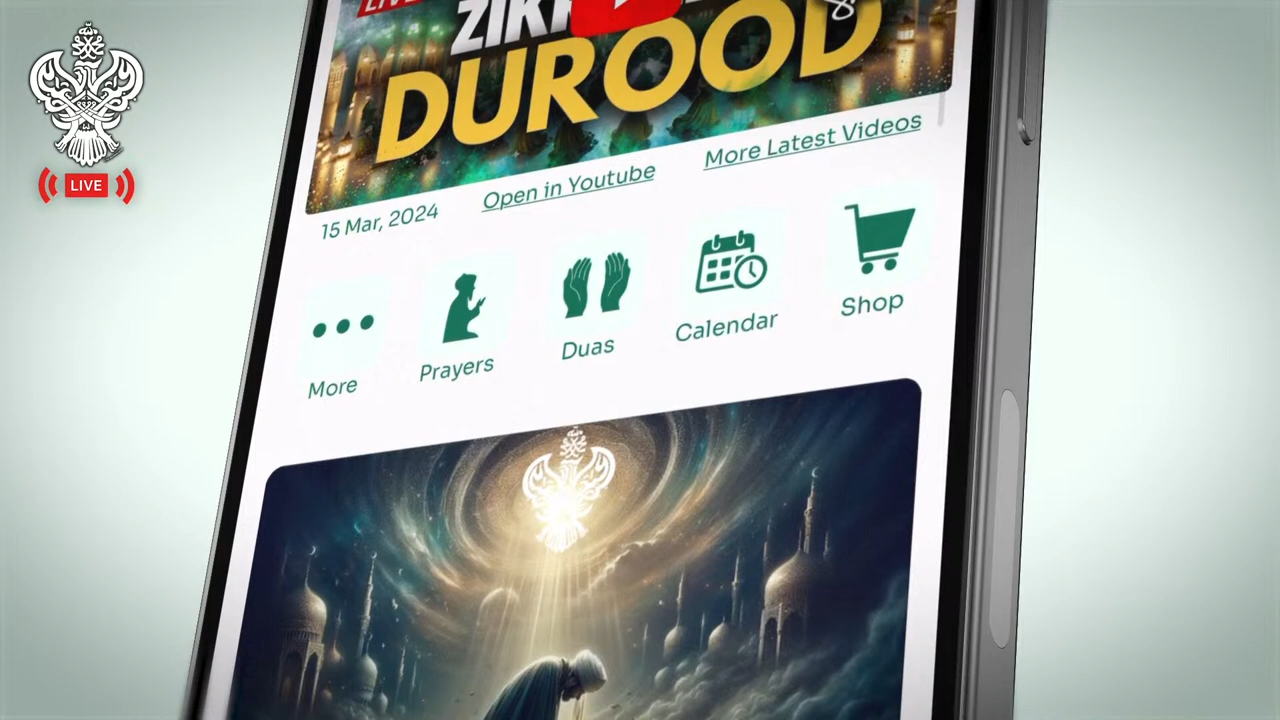 LIVE
DUROOD
15 Mar, 2024
Open in Youtube
More Latest Videos
More
Prayers
Duas
Calendar
Shop